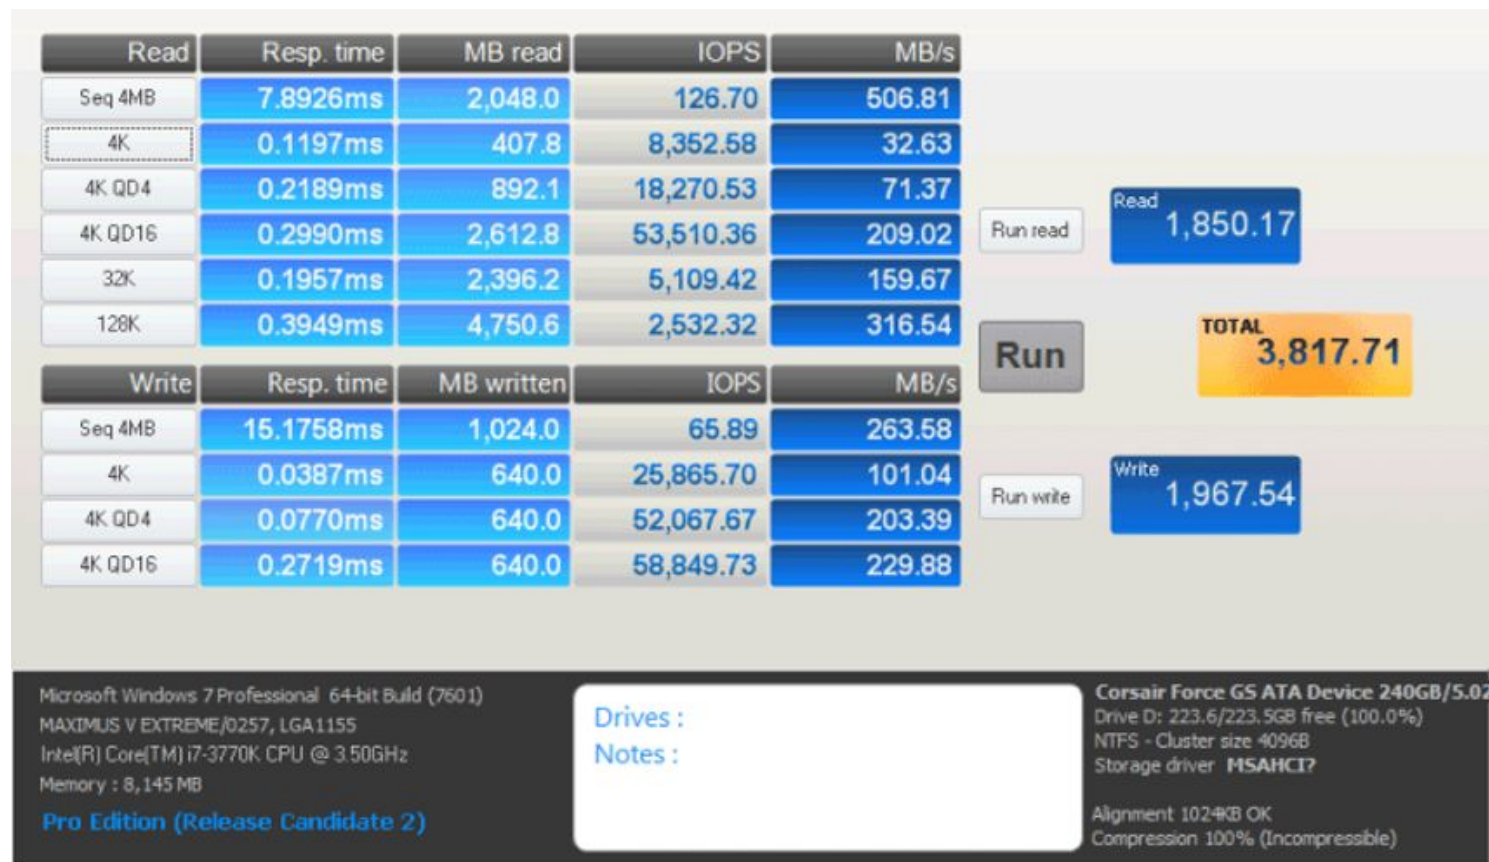 Read Resp. time MB read IOPS MB/s
Seq 4MB 7.8926ms 2,048.0 126.70 506.81
4K 0.1197ms 407.8 8,352.58 32.63
4K QD4 0.2189ms 892.1 18,270.53 71.37
4K QD16 0.2990ms 2,612.8 53,510.36 209.02
32K 0.1957ms 2,396.2 5,109.42 159.67
128K 0.3949ms 4,750.6 2,532.32 316.54
Run read
Read
1,850.17
Run
TOTAL
3,817.71
Write Resp. time MB written IOPS MB/s
Seq 4MB 15.1758ms 1,024.0 65.89 263.58
4K 0.0387ms 640.0 25,865.70 101.04
4K QD4 0.0770ms 640.0 52,067.67 203.39
4K QD16 0.2719ms 640.0 58,849.73 229.88
Run write
Write
1,967.54
Microsoft Windows 7 Professional 64-bit Build (7601)
MAXIMUS V EXTREME/0257, LGA1155
Intel(R) Core(TM) i7-3770K CPU @ 3.50GHz
Memory : 8,145 MB
Pro Edition (Release Candidate 2)
Drives :
Notes :
Corsair Force GS ATA Device 240GB/5.02
Drive D: 223.6/223.5GB free (100.0%)
NTFS - Cluster size 4096B
Storage driver MSAHCI?
Alignment 1024KB OK
Compression 100% (Incompressible)